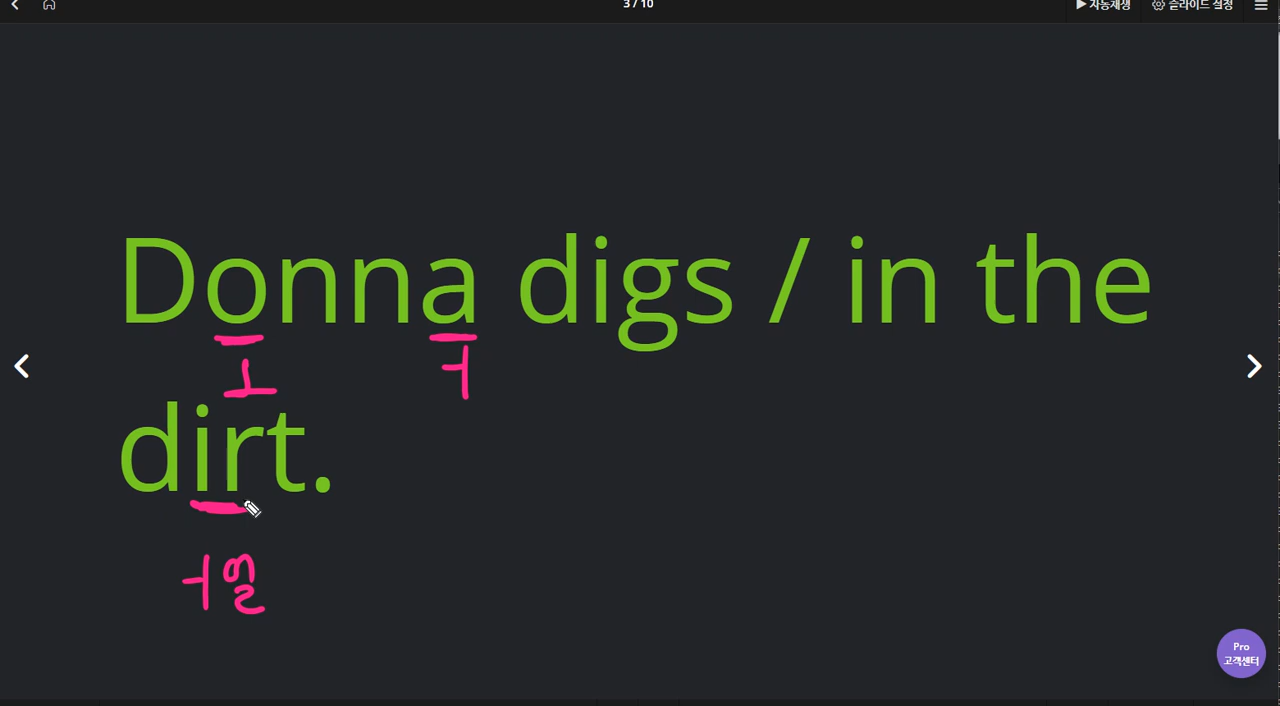 3 / 10
▶ 자동재생
슬라이드 설정
Donna digs / in the
ㅗ ㅓ
dirt.
ㅓ얼
Pro
고객센터